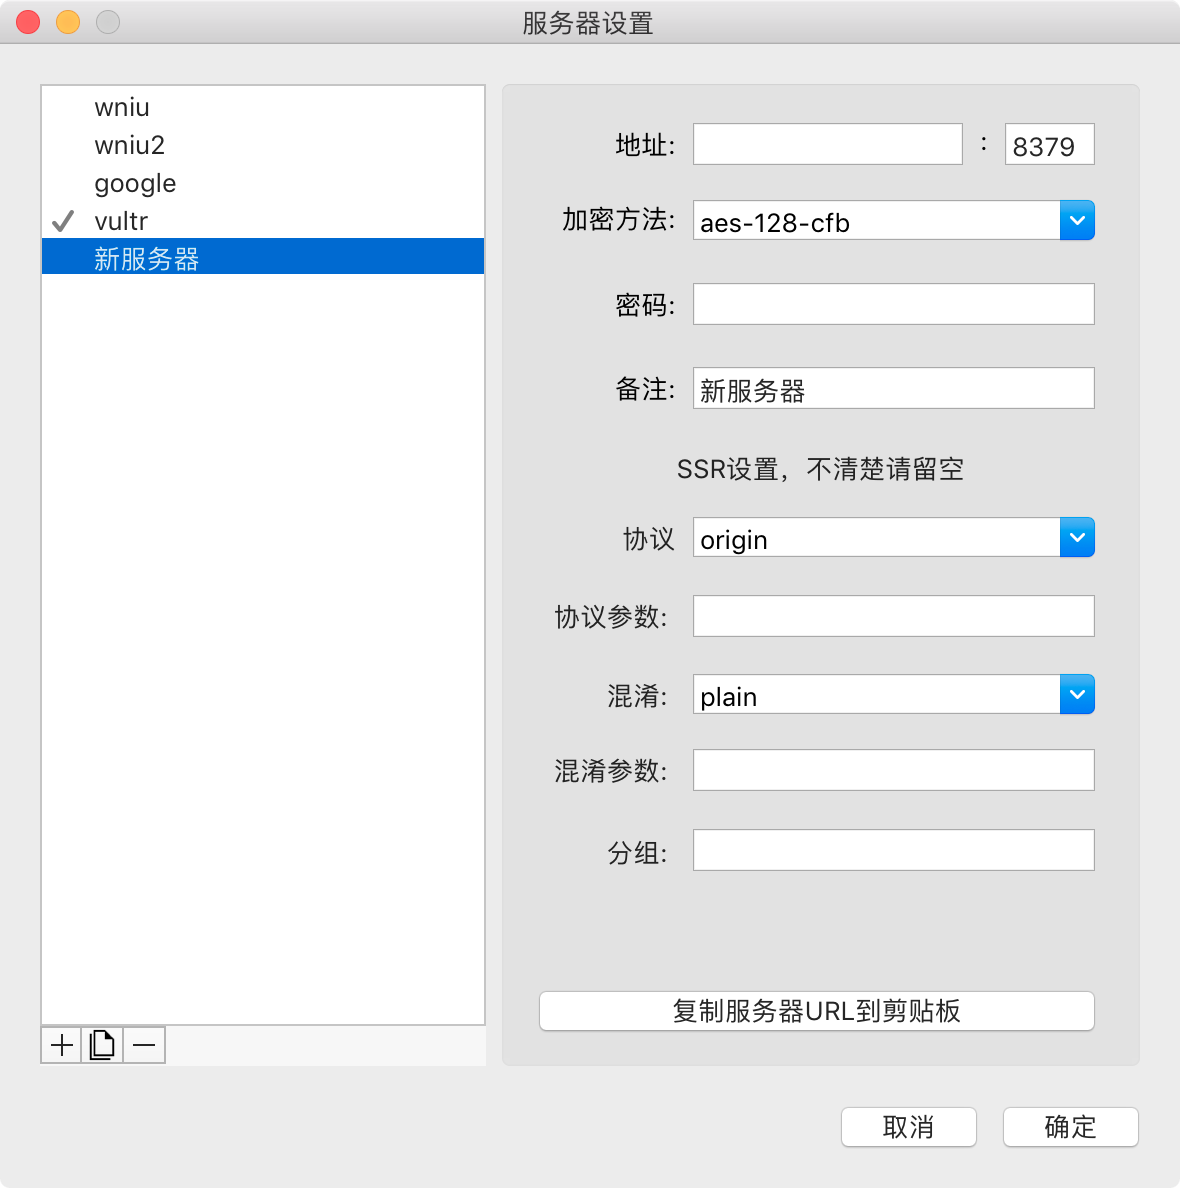 服务器设置
wniu
wniu2
google
vultr
新服务器
地址: : 8379
加密方法: aes-128-cfb
密码:
备注: 新服务器
SSR设置，不清楚请留空
协议 origin
协议参数:
混淆: plain
混淆参数:
分组:
复制服务器URL到剪贴板
取消 确定